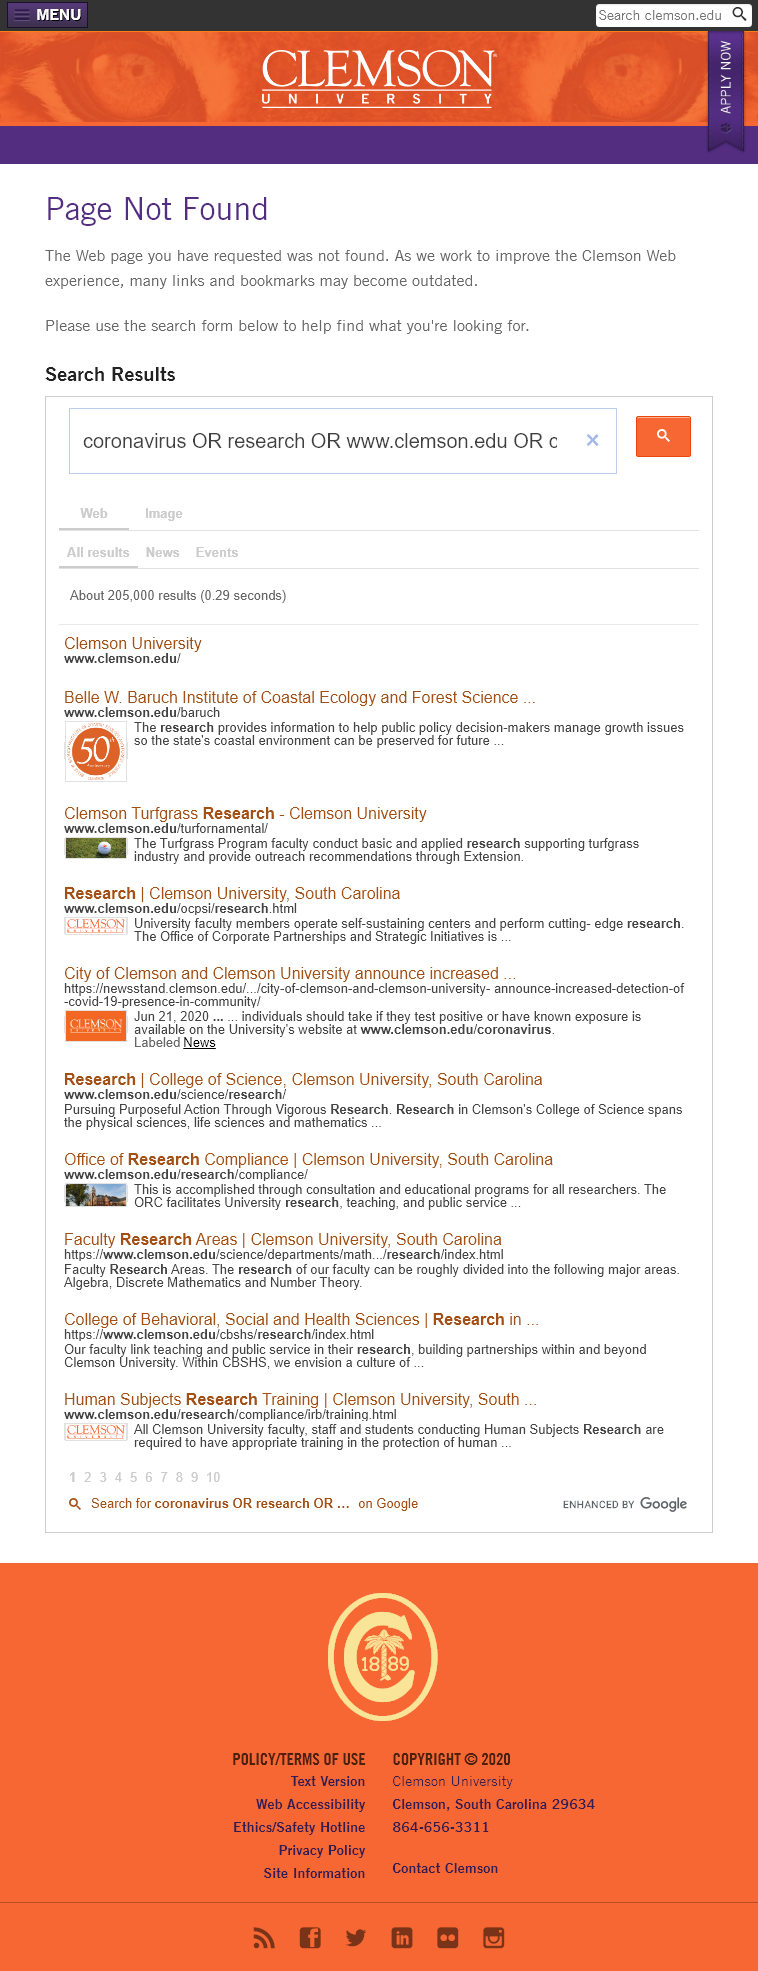 MENU
Search clemson.edu
CLEMSON
UNIVERSITY
APPLY NOW
Page Not Found
The Web page you have requested was not found. As we work to improve the Clemson Web
experience, many links and bookmarks may become outdated.
Please use the search form below to help find what you're looking for.
Search Results
coronavirus OR research OR www.clemson.edu OR c
Web Image
All results News Events
About 205,000 results (0.29 seconds)
Clemson University
www.clemson.edu/
Belle W. Baruch Institute of Coastal Ecology and Forest Science ...
www.clemson.edu/baruch
50
The research provides information to help public policy decision-makers manage growth issues
so the state's coastal environment can be preserved for future ...
Clemson Turfgrass Research - Clemson University
www.clemson.edu/turfornamental/
The Turfgrass Program faculty conduct basic and applied research supporting turfgrass
industry and provide outreach recommendations through Extension.
Research | Clemson University, South Carolina
www.clemson.edu/ocpsi/research.html
CLEMSON
UNIVERSITY
University faculty members operate self-sustaining centers and perform cutting- edge research.
The Office of Corporate Partnerships and Strategic Initiatives is ...
City of Clemson and Clemson University announce increased ...
https://newsstand.clemson.edu/.../city-of-clemson-and-clemson-university- announce-increased-detection-of
-covid-19-presence-in-community/
CLEMSON
UNIVERSITY
Jun 21, 2020 ... ... individuals should take if they test positive or have known exposure is
available on the University's website at www.clemson.edu/coronavirus.
Labeled News
Research | College of Science, Clemson University, South Carolina
www.clemson.edu/science/research/
Pursuing Purposeful Action Through Vigorous Research. Research in Clemson's College of Science spans
the physical sciences, life sciences and mathematics ...
Office of Research Compliance | Clemson University, South Carolina
www.clemson.edu/research/compliance/
This is accomplished through consultation and educational programs for all researchers. The
ORC facilitates University research, teaching, and public service ...
Faculty Research Areas | Clemson University, South Carolina
https://www.clemson.edu/science/departments/math.../research/index.html
Faculty Research Areas. The research of our faculty can be roughly divided into the following major areas.
Algebra, Discrete Mathematics and Number Theory.
College of Behavioral, Social and Health Sciences | Research in ...
https://www.clemson.edu/cbshs/research/index.html
Our faculty link teaching and public service in their research, building partnerships within and beyond
Clemson University. Within CBSHS, we envision a culture of ...
Human Subjects Research Training | Clemson University, South ...
www.clemson.edu/research/compliance/irb/training.html
CLEMSON
UNIVERSITY
All Clemson University faculty, staff and students conducting Human Subjects Research are
required to have appropriate training in the protection of human ...
1 2 3 4 5 6 7 8 9 10
Search for coronavirus OR research OR ... on Google
ENHANCED BY Google
C
1889
POLICY/TERMS OF USE
Text Version
Web Accessibility
Ethics/Safety Hotline
Privacy Policy
Site Information
COPYRIGHT © 2020
Clemson University
Clemson, South Carolina 29634
864-656-3311
Contact Clemson